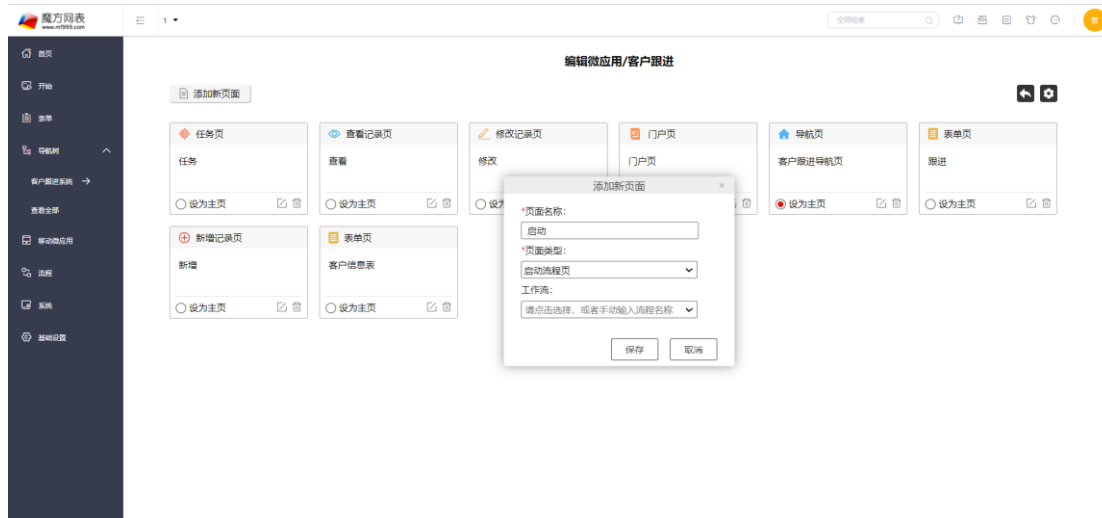 魔方网表
www.mf999.com
1
空间检索
智
首页
开始
表单
导航树
客户跟进系统
查看全部
移动微应用
流程
系统
基础设置
编辑微应用/客户跟进
添加新页面
任务页
查看记录页
修改记录页
门户页
导航页
表单页
任务
查看
修改
门户页
客户跟进导航页
跟进
设为主页
设为主页
设为主页
设为主页
新增记录页
表单页
新增
客户信息表
设为主页
设为主页
添加新页面
*页面名称:
启动
*页面类型:
启动流程页
工作流:
请点击选择，或者手动输入流程名称
保存
取消